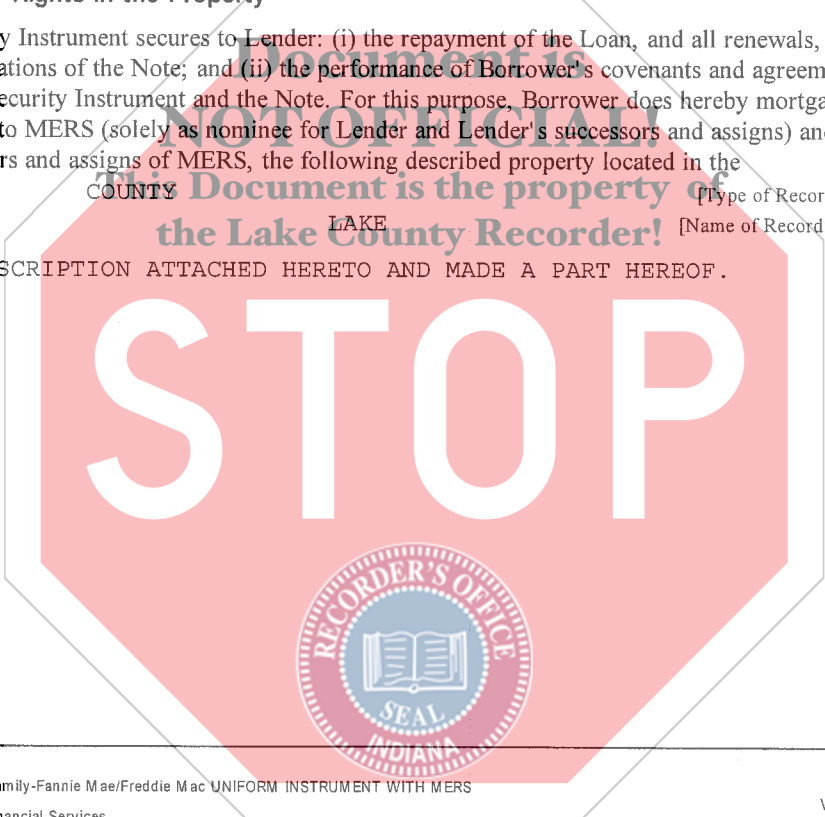 Rights in the Property
y Instrument secures to Lender: (i) the repayment of the Loan, and all renewals,
ations of the Note; and (ii) the performance of Borrower's covenants and agreem
ecurity Instrument and the Note. For this purpose, Borrower does hereby mortga
to MERS (solely as nominee for Lender and Lender's successors and assigns) and
rs and assigns of MERS, the following described property located in the
COUNTY [Type of Recor
LAKE [Name of Record
SCRIPTION ATTACHED HERETO AND MADE A PART HEREOF.
Document is
NOT OFFICIAL!
This Document is the property of
the Lake County Recorder!
STOP
RECORDER'S OFFICE
SEAL
INDIANA
amily-Fannie Mae/Freddie Mac UNIFORM INSTRUMENT WITH MERS
nancial Services